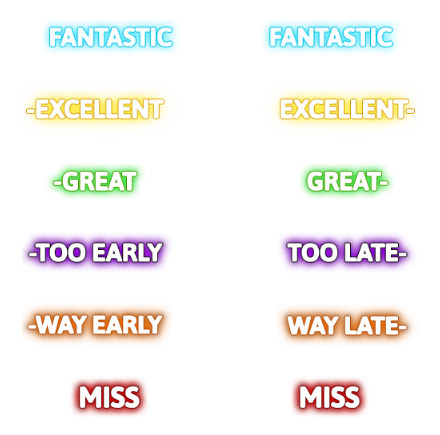 FANTASTIC FANTASTIC
-EXCELLENT EXCELLENT-
-GREAT GREAT-
-TOO EARLY TOO LATE-
-WAY EARLY WAY LATE-
MISS MISS